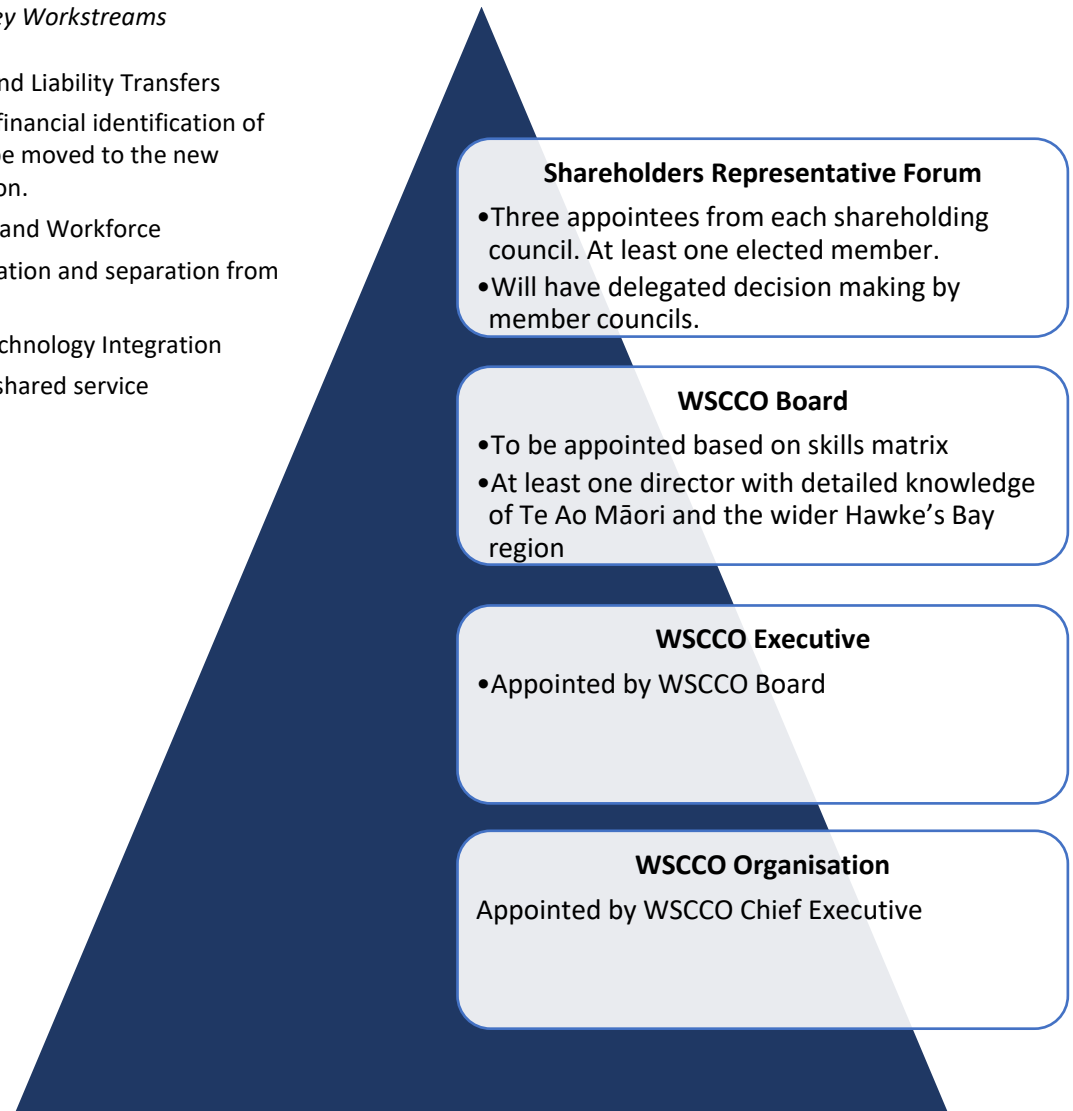 ey Workstreams
nd Liability Transfers
financial identification of
be moved to the new
on.
and Workforce
ation and separation from
chnology Integration
shared service
Shareholders Representative Forum
•Three appointees from each shareholding
council. At least one elected member.
•Will have delegated decision making by
member councils.
WSCCO Board
•To be appointed based on skills matrix
•At least one director with detailed knowledge
of Te Ao Māori and the wider Hawke’s Bay
region
WSCCO Executive
•Appointed by WSCCO Board
WSCCO Organisation
Appointed by WSCCO Chief Executive